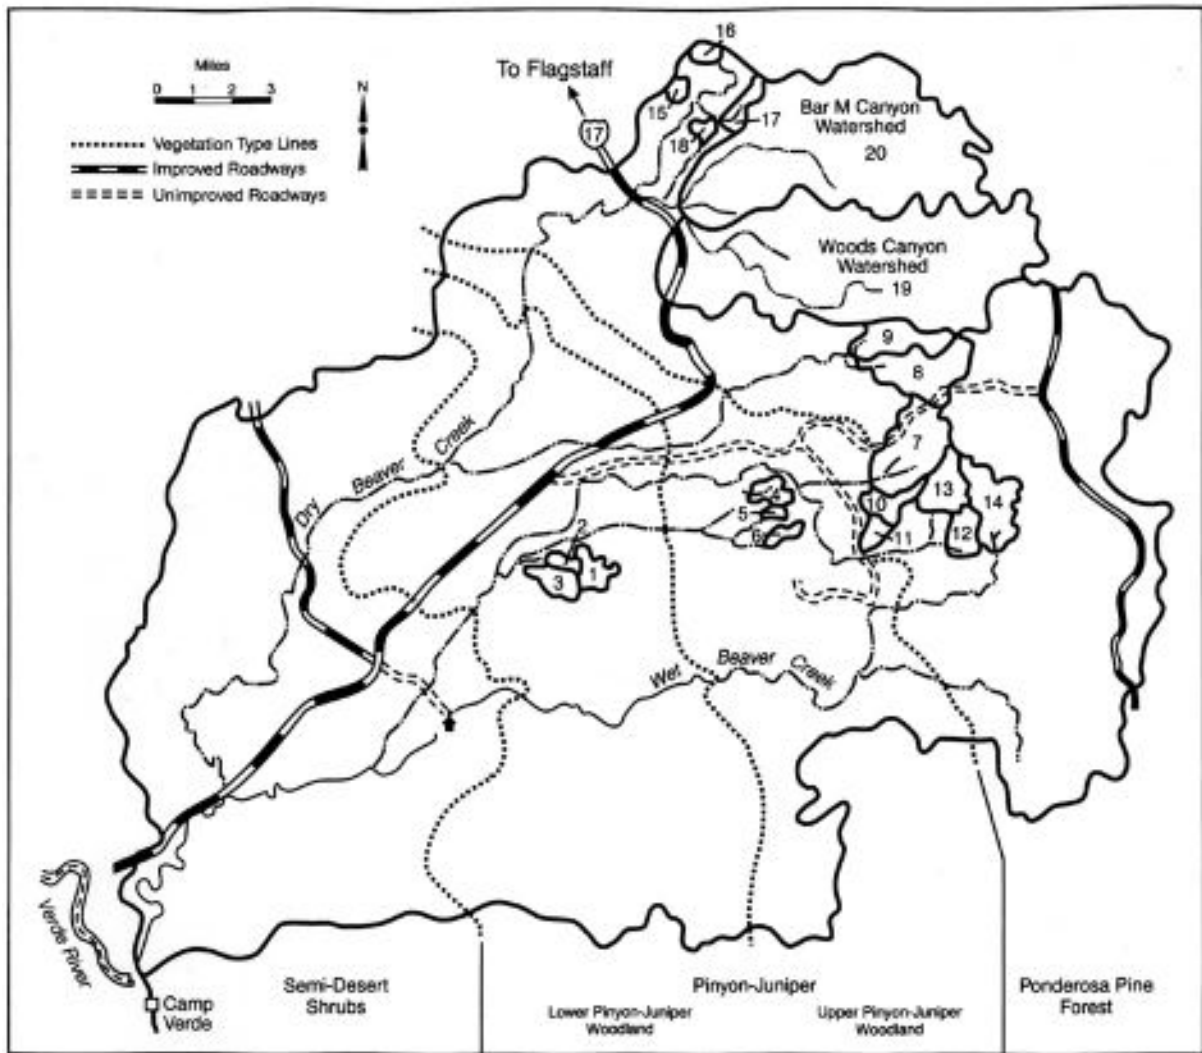 16
Miles
0 1 2 3
N
To Flagstaff
17
15
17
18
Bar M Canyon
Watershed
20
Vegetation Type Lines
Improved Roadways
Unimproved Roadways
Woods Canyon
Watershed
19
9
8
7
Dry Beaver Creek
4
5
6
13
14
10
11
12
2
3
1
Wet Beaver Creek
Verde River
Camp
Verde
Semi-Desert
Shrubs
Pinyon-Juniper
Lower Pinyon-Juniper
Woodland
Upper Pinyon-Juniper
Woodland
Ponderosa Pine
Forest